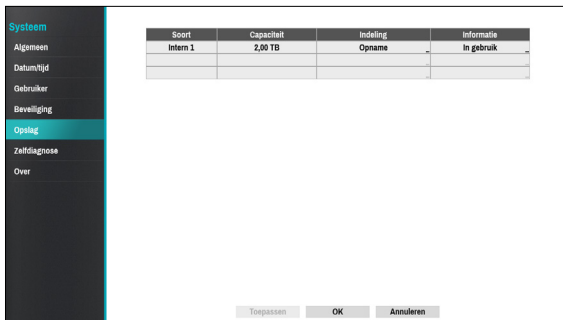 Systeem
Algemeen
Datum/tijd
Gebruiker
Beveiliging
Opslag
Zelfdiagnose
Over
Soort Capaciteit Indeling Informatie
Intern 1 2,00 TB Opname In gebruik
Toepassen OK Annuleren